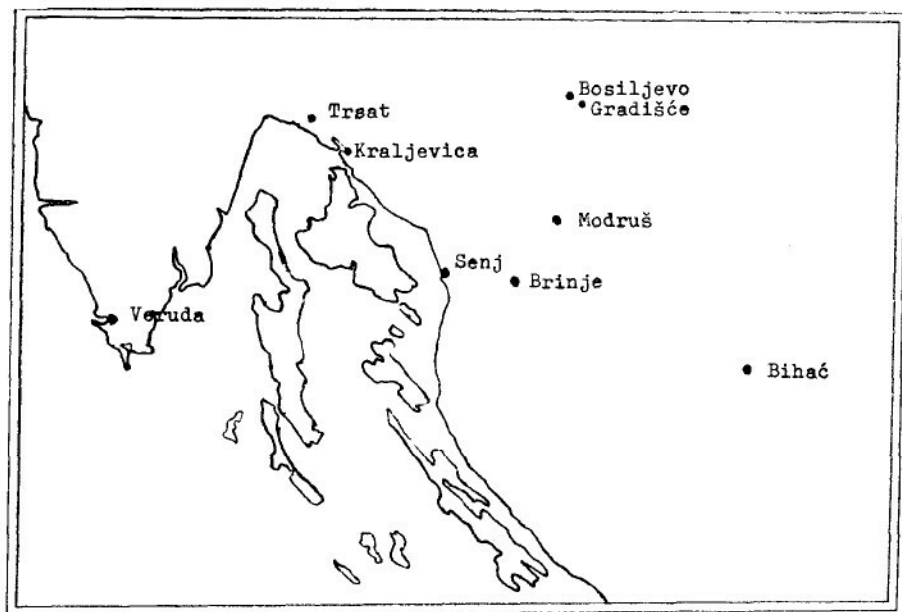 Bosiljevo
Gradišće
Trsat
Kraljevica
Modruš
Senj
Brinje
Veruda
Bihać